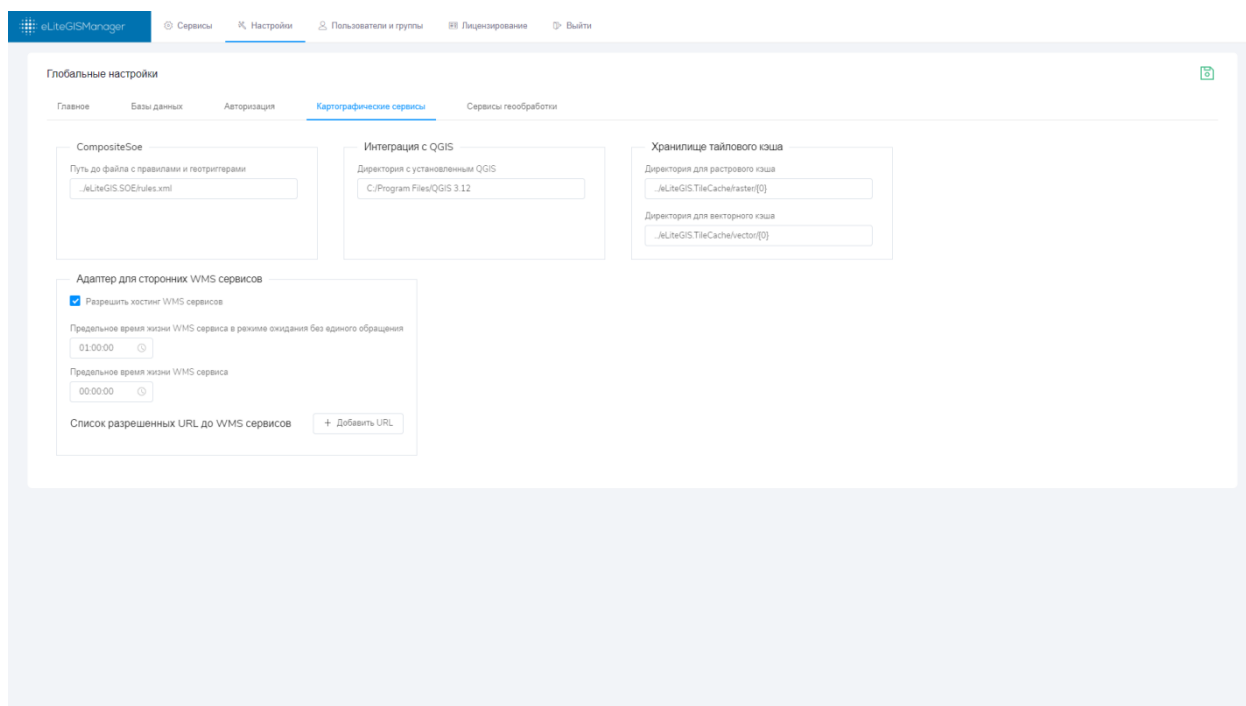 eLiteGISManager
Сервисы
Настройки
Пользователи и группы
Лицензирование
Выйти
Глобальные настройки
Главное
Базы данных
Авторизация
Картографические сервисы
Сервисы геообработки
CompositeSoe
Путь до файла с правилами и геотриггерами
../eLiteGIS.SOE/rules.xml
Интеграция с QGIS
Директория с установленным QGIS
C:/Program Files/QGIS 3.12
Хранилище тайлового кэша
Директория для растрового кэша
../eLiteGIS.TileCache/raster/{0}
Директория для векторного кэша
../eLiteGIS.TileCache/vector/{0}
Адаптер для сторонних WMS сервисов
Разрешить хостинг WMS сервисов
Предельное время жизни WMS сервиса в режиме ожидания без единого обращения
01:00:00
Предельное время жизни WMS сервиса
00:00:00
Список разрешенных URL до WMS сервисов
+ Добавить URL